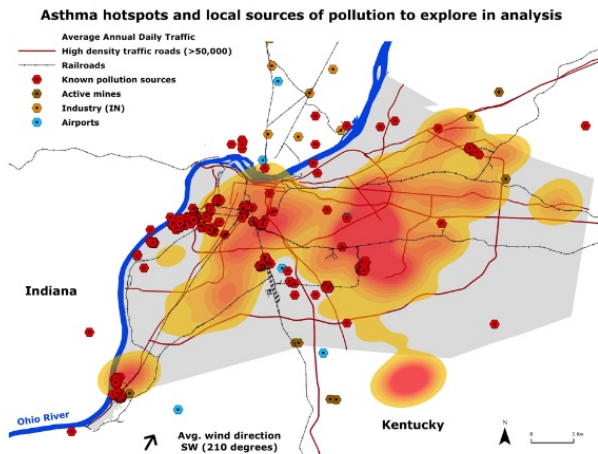 Asthma hotspots and local sources of pollution to explore in analysis
Average Annual Daily Traffic
High density traffic roads (>50,000)
Railroads
Known pollution sources
Active mines
Industry (IN)
Airports
Indiana
Ohio River
Avg. wind direction
SW (210 degrees)
Kentucky
N